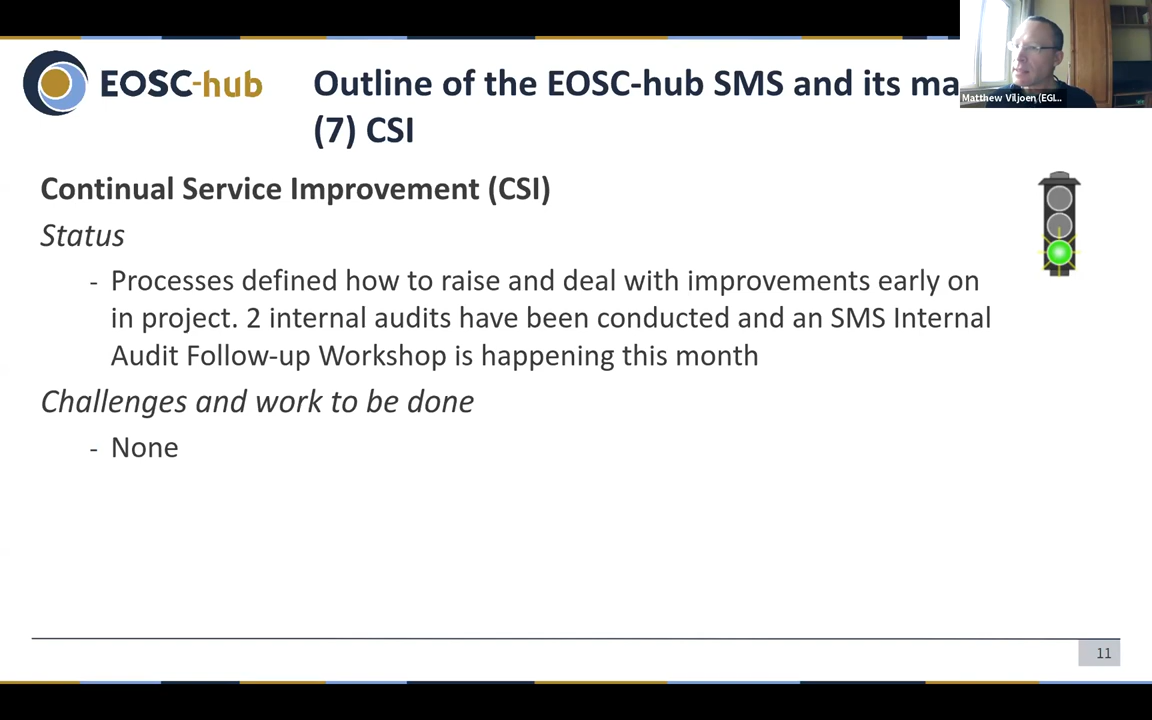 EOSC-hub
Outline of the EOSC-hub SMS and its ma
(7) CSI
Matthew Viljoen (EGI...
Continual Service Improvement (CSI)
Status
- Processes defined how to raise and deal with improvements early on
in project. 2 internal audits have been conducted and an SMS Internal
Audit Follow-up Workshop is happening this month
Challenges and work to be done
- None
11